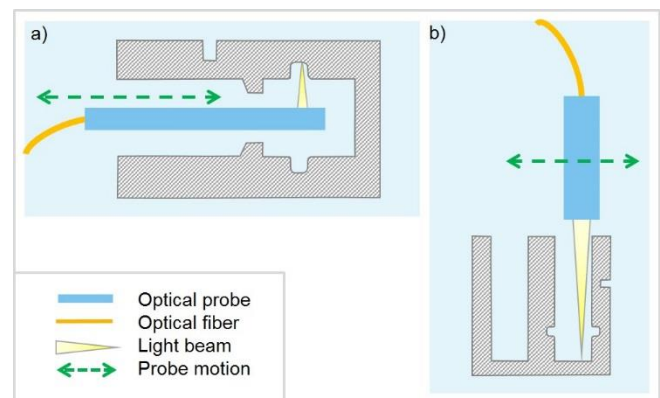 a)
b)
Optical probe
Optical fiber
Light beam
Probe motion